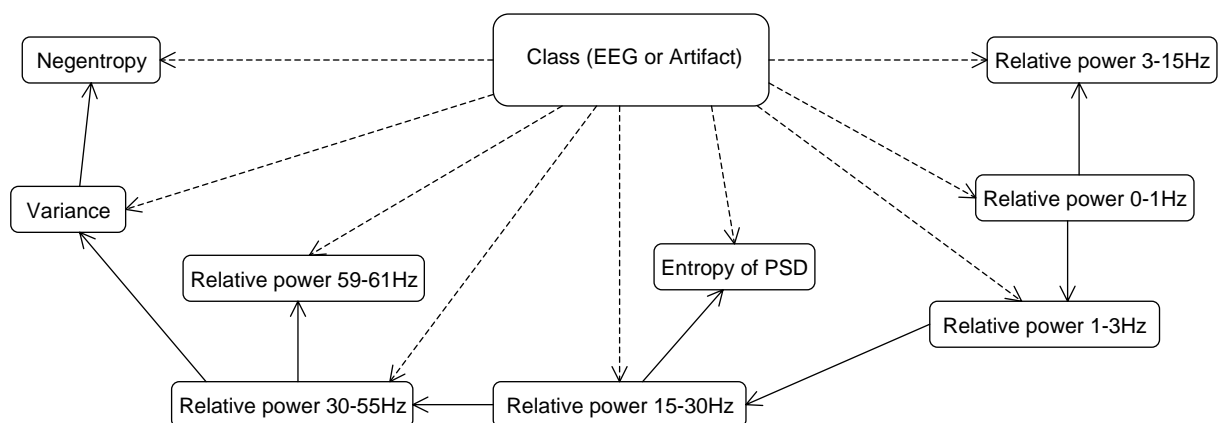 Class (EEG or Artifact)
Negentropy
Relative power 3-15Hz
Variance
Relative power 0-1Hz
Relative power 59-61Hz
Entropy of PSD
Relative power 1-3Hz
Relative power 30-55Hz
Relative power 15-30Hz